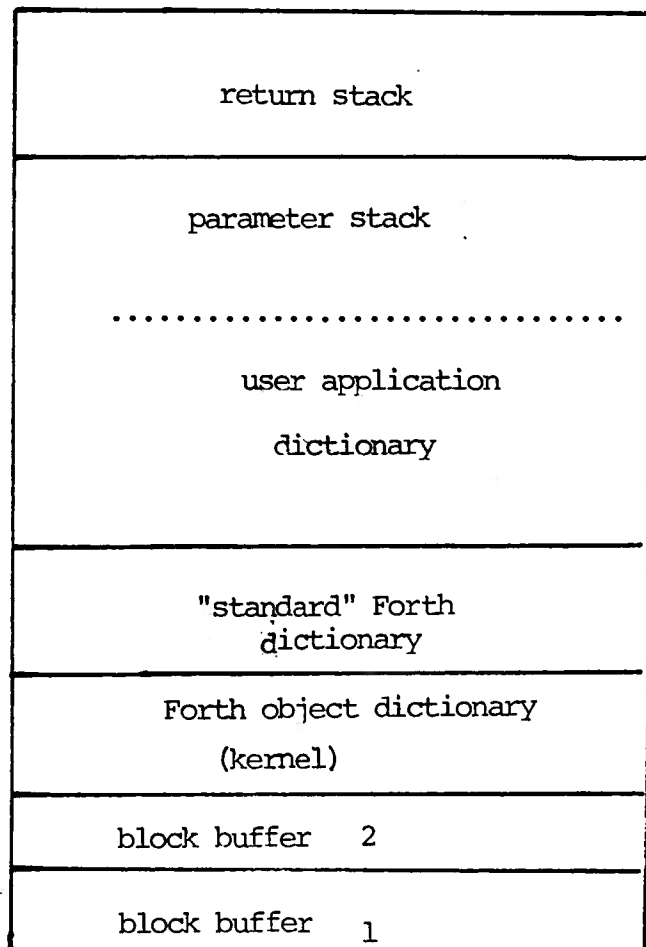 return stack
parameter stack
user application
dictionary
"standard" Forth
dictionary
Forth object dictionary
(kernel)
block buffer 2
block buffer 1